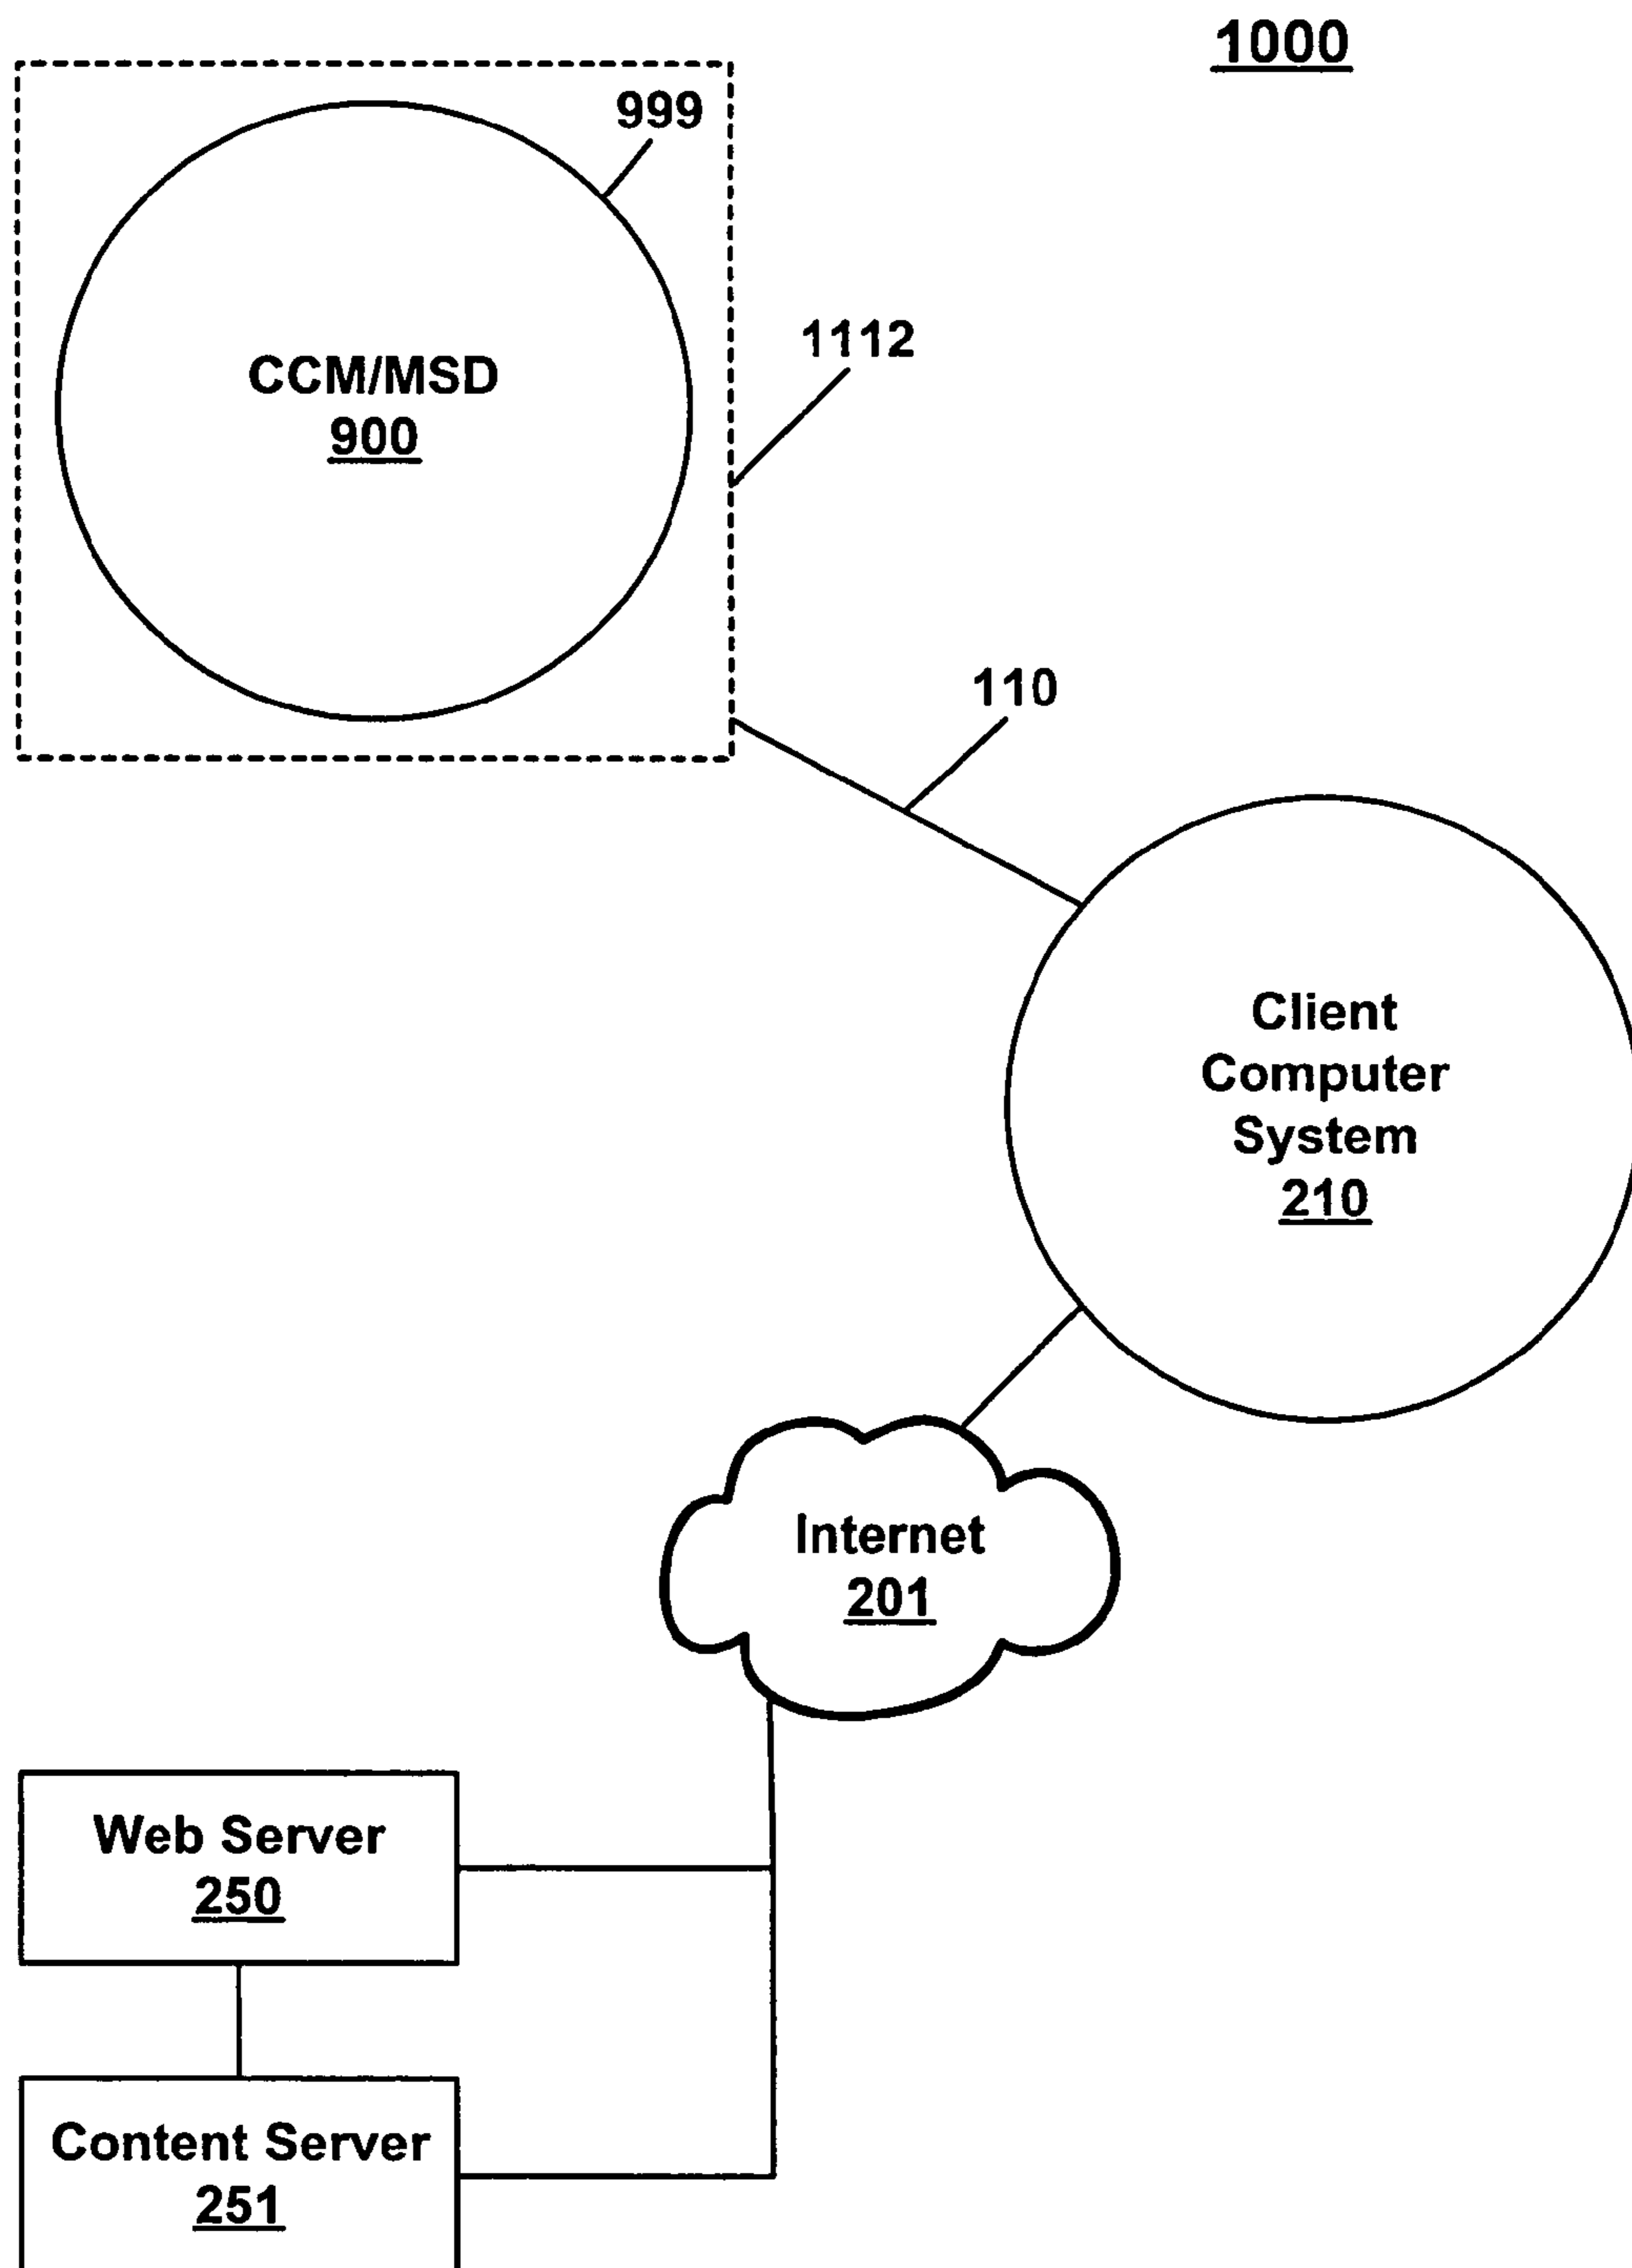 1000
999
CCM/MSD
900
1112
110
Client
Computer
System
210
Internet
201
Web Server
250
Content Server
251